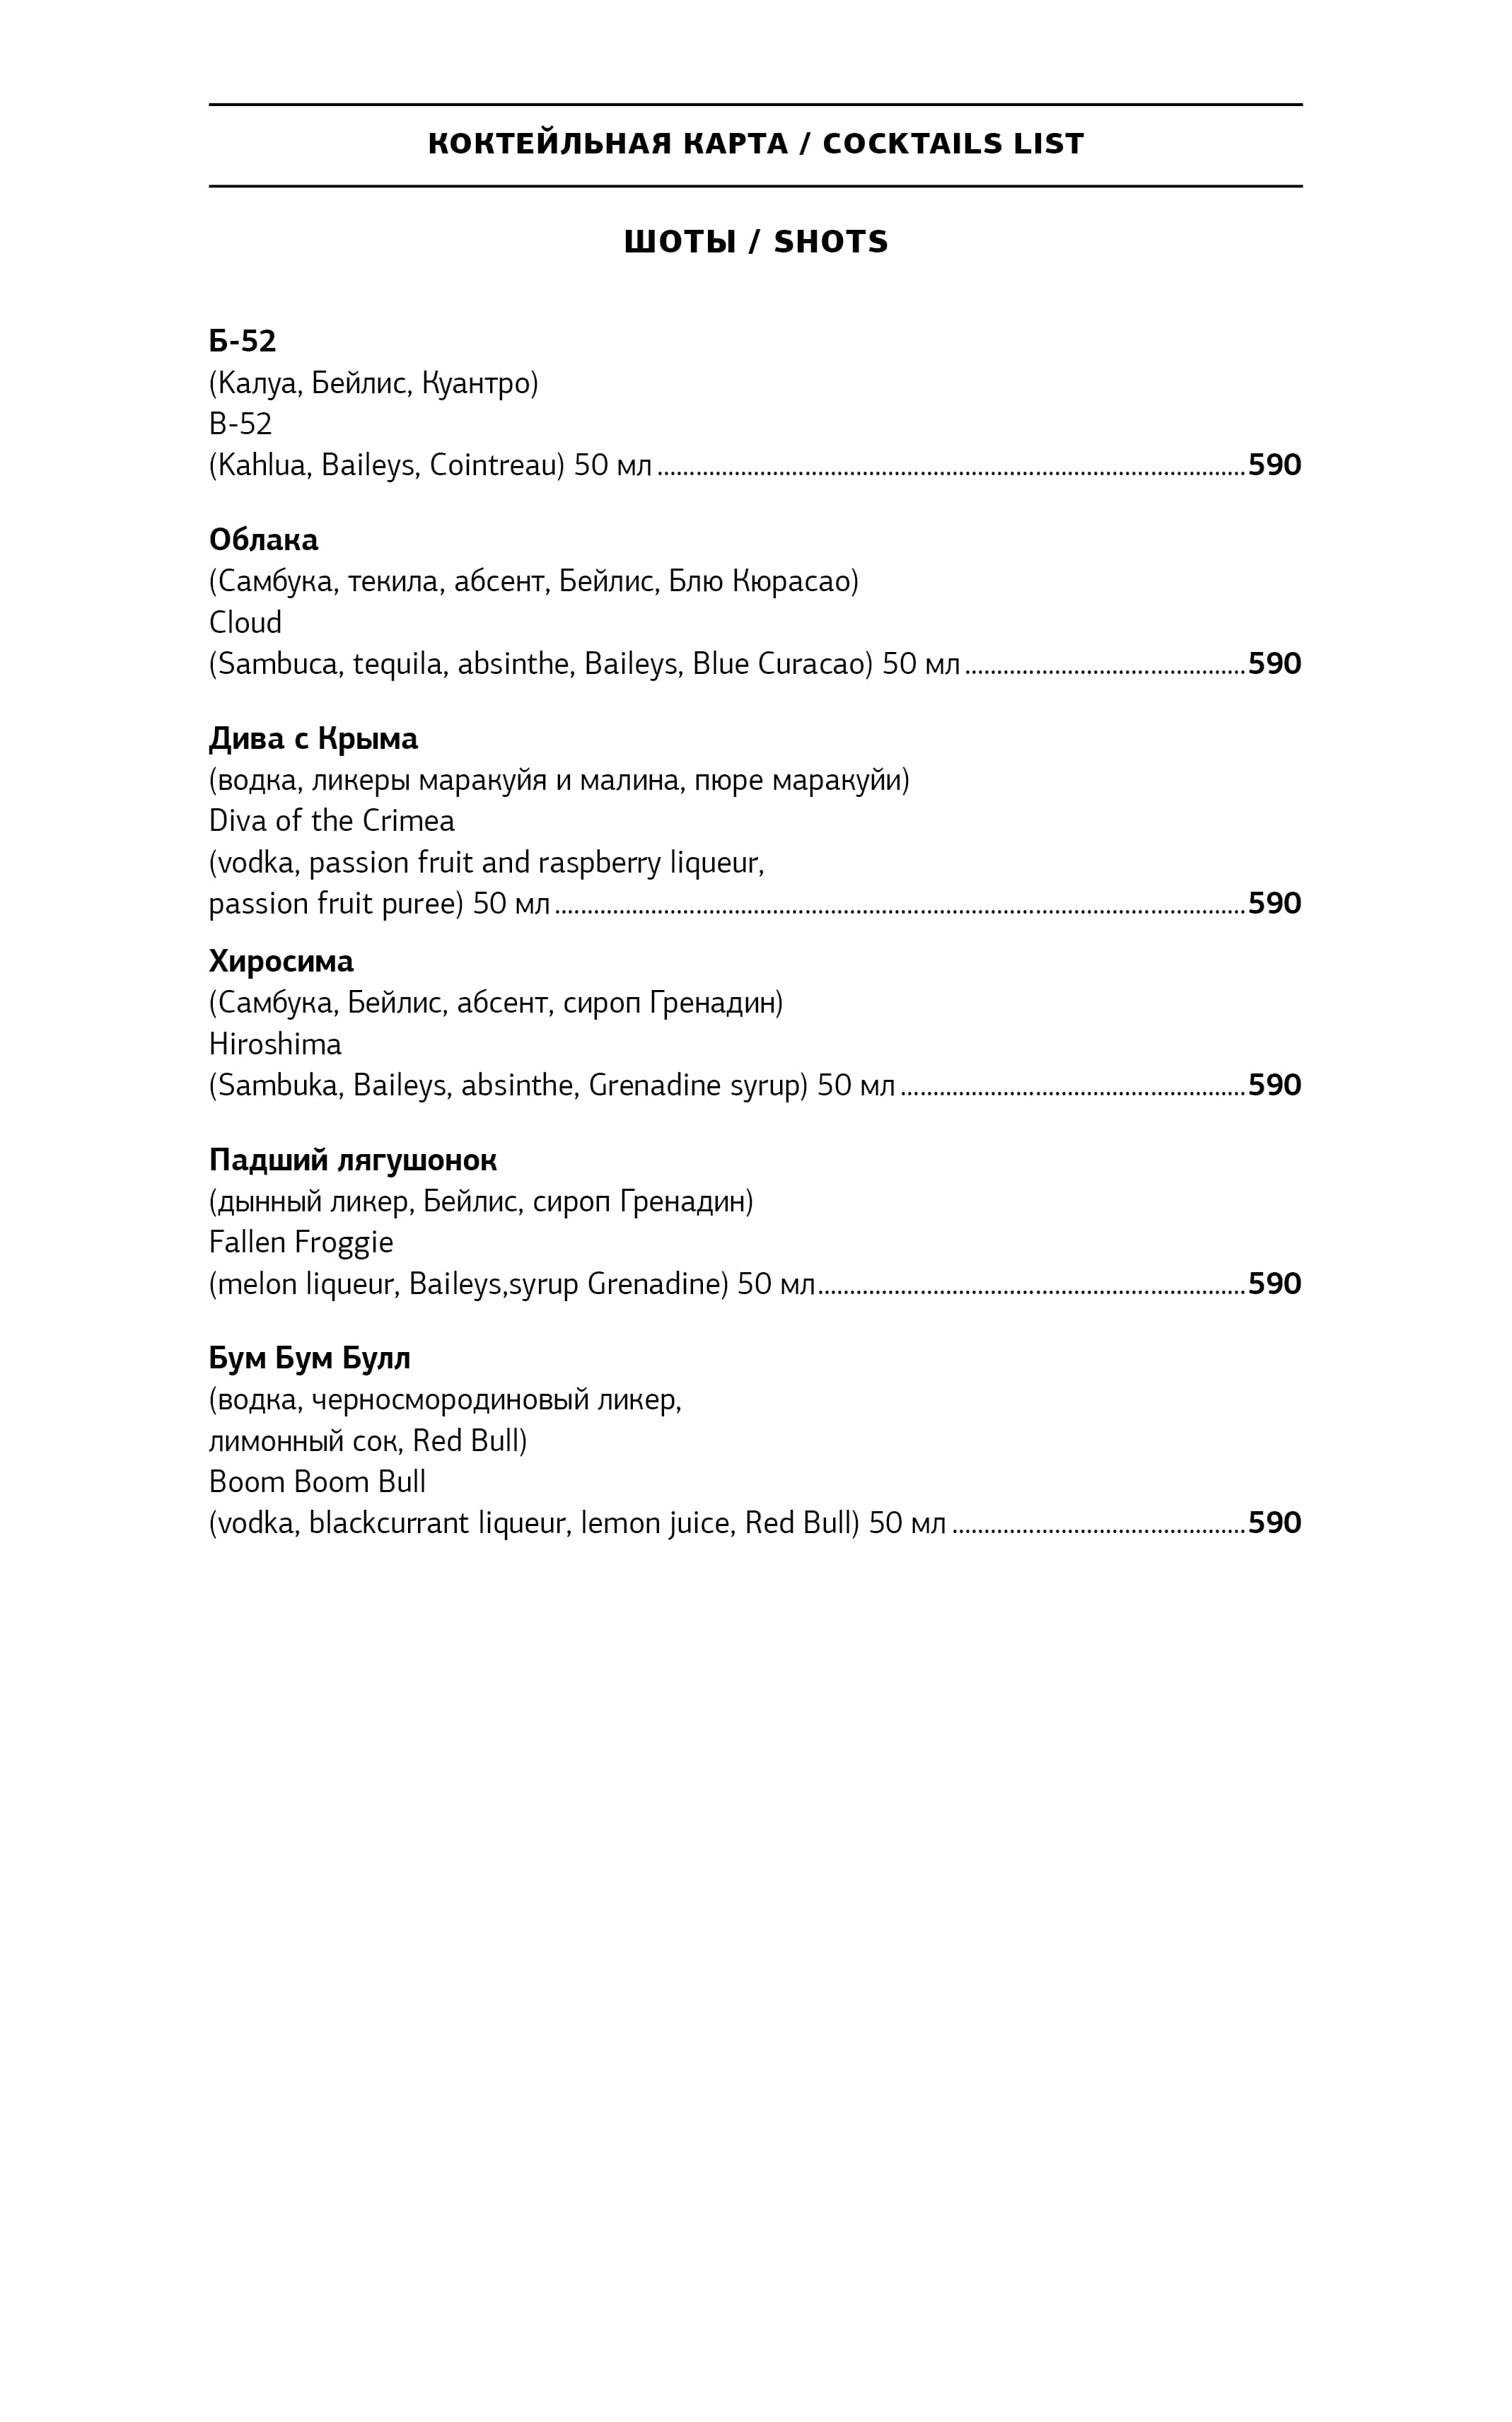 КОКТЕЙЛЬНАЯ КАРТА / COCKTAILS LIST
ШОТЫ / SHOTS
Б-52
(Калуа, Бейлис, Куантро)
B-52
(Kahlua, Baileys, Cointreau) 50 мл ........................................................................................590
Облака
(Самбука, текила, абсент, Бейлис, Блю Кюрасао)
Cloud
(Sambuca, tequila, absinthe, Baileys, Blue Curacao) 50 мл ..........................................590
Дива с Крыма
(водка, ликеры маракуйя и малина, пюре маракуйи)
Diva of the Crimea
(vodka, passion fruit and raspberry liqueur,
passion fruit puree) 50 мл ........................................................................................................590
Хиросима
(Самбука, Бейлис, абсент, сироп Гренадин)
Hiroshima
(Sambuka, Baileys, absinthe, Grenadine syrup) 50 мл ...................................................590
Падший лягушонок
(дынный ликер, Бейлис, сироп Гренадин)
Fallen Froggie
(melon liqueur, Baileys,syrup Grenadine) 50 мл ................................................................590
Бум Бум Булл
(водка, черносмородиновый ликер,
лимонный сок, Red Bull)
Boom Boom Bull
(vodka, blackcurrant liqueur, lemon juice, Red Bull) 50 мл ............................................590